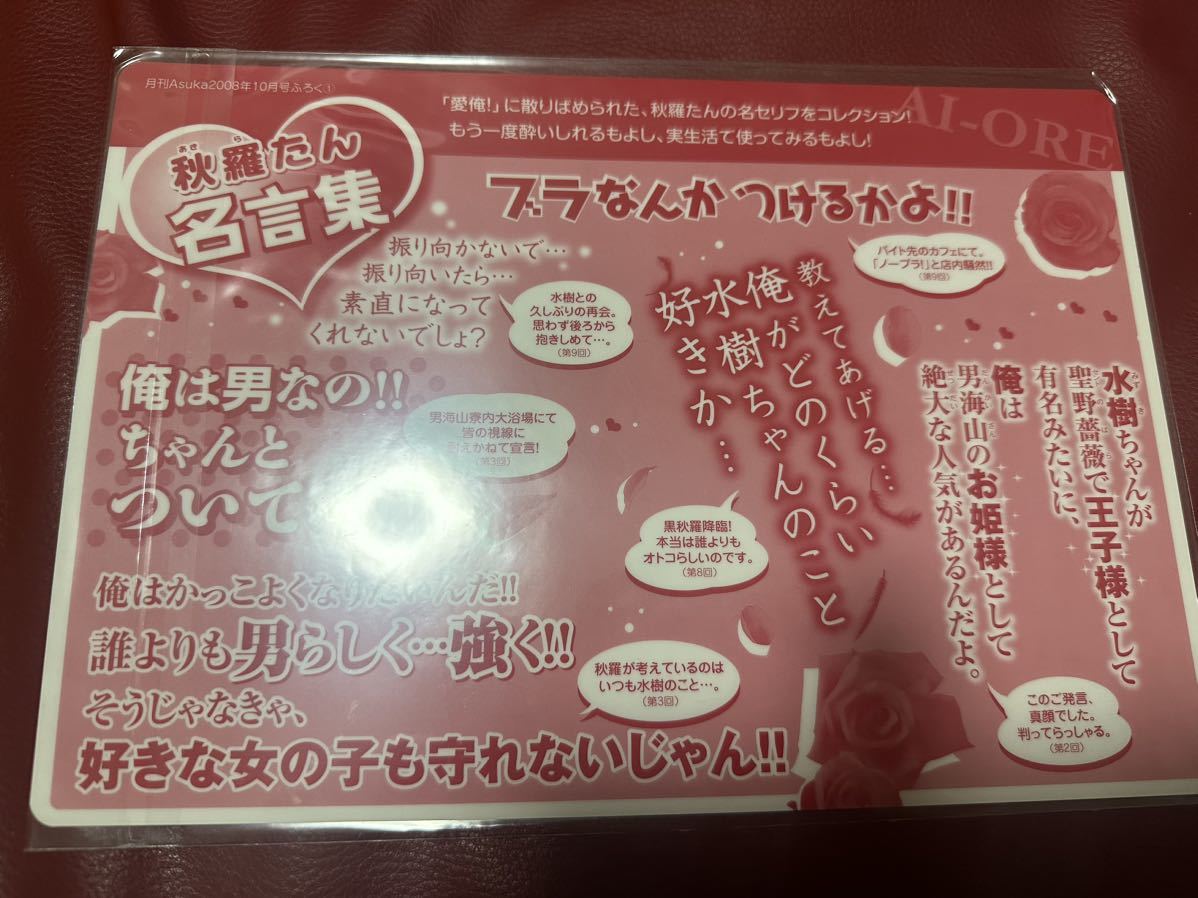 月刊Asuka2008年10月号ふろく①
「愛俺!」に散りばめられた、秋羅たんの名セリフをコレクション!
もう一度酔いしれるもよし、実生活で使ってみるもよし!
AI-ORE
秋羅たん
名言集
あき ら
ブラなんか つけるかよ!!
バイト先のカフェにて。
「ノーブラ!」と店内騒然!!
(第9回)
振り向かないで…
振り向いたら…
素直になって
くれないでしょ?
水樹との
久しぶりの再会。
思わず後ろから
抱きしめて…。
(第9回)
教えてあげる…
俺がどのくらい
水樹ちゃんのこと
好きか…
黒秋羅降臨!
本当は誰よりも
オトコらしいのです。
(第8回)
水樹ちゃんが
聖野薔薇で王子様として
有名みたいに、
俺は
男海山のお姫様として
絶大な人気があるんだよ。
このご発言、
真顔でした。
判ってらっしゃる。
(第2回)
俺は男なの!!
ちゃんと
ついて
男海山寮内大浴場にて
皆の視線に
耐えかねて宣言!
(第3回)
俺はかっこよくなりた んだ!!
誰よりも男らしく…強く!!
そうじゃなきゃ、
好きな女の子も守れないじゃん!!
秋羅が考えているのは
いつも水樹のこと…。
(第3回)